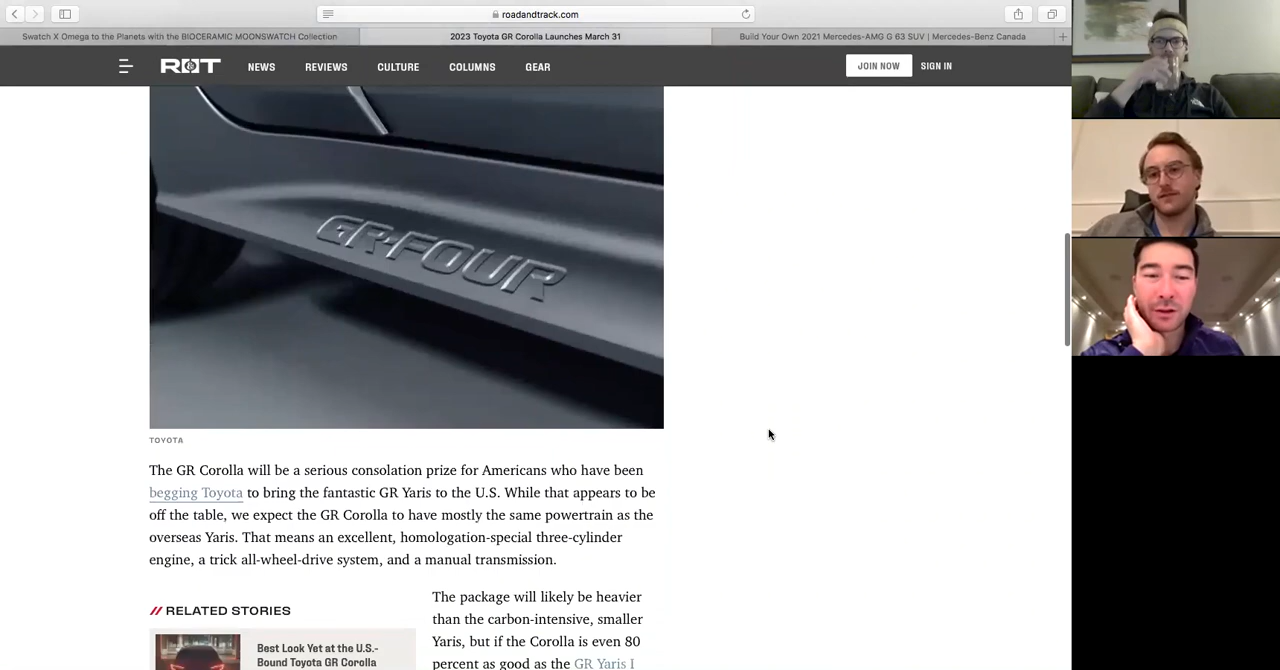 roadandtrack.com
Swatch X Omega to the Planets with the BIOCERAMIC MOONSWATCH Collection
2023 Toyota GR Corolla Launches March 31
Build Your Own 2021 Mercedes-AMG G 63 SUV | Mercedes-Benz Canada
R&T
NEWS
REVIEWS
CULTURE
COLUMNS
GEAR
JOIN NOW
SIGN IN
GR-FOUR
TOYOTA
The GR Corolla will be a serious consolation prize for Americans who have been
begging Toyota to bring the fantastic GR Yaris to the U.S. While that appears to be
off the table, we expect the GR Corolla to have mostly the same powertrain as the
overseas Yaris. That means an excellent, homologation-special three-cylinder
engine, a trick all-wheel-drive system, and a manual transmission.
// RELATED STORIES
Best Look Yet at the U.S.-
Bound Toyota GR Corolla
The package will likely be heavier
than the carbon-intensive, smaller
Yaris, but if the Corolla is even 80
percent as good as the GR Yaris I